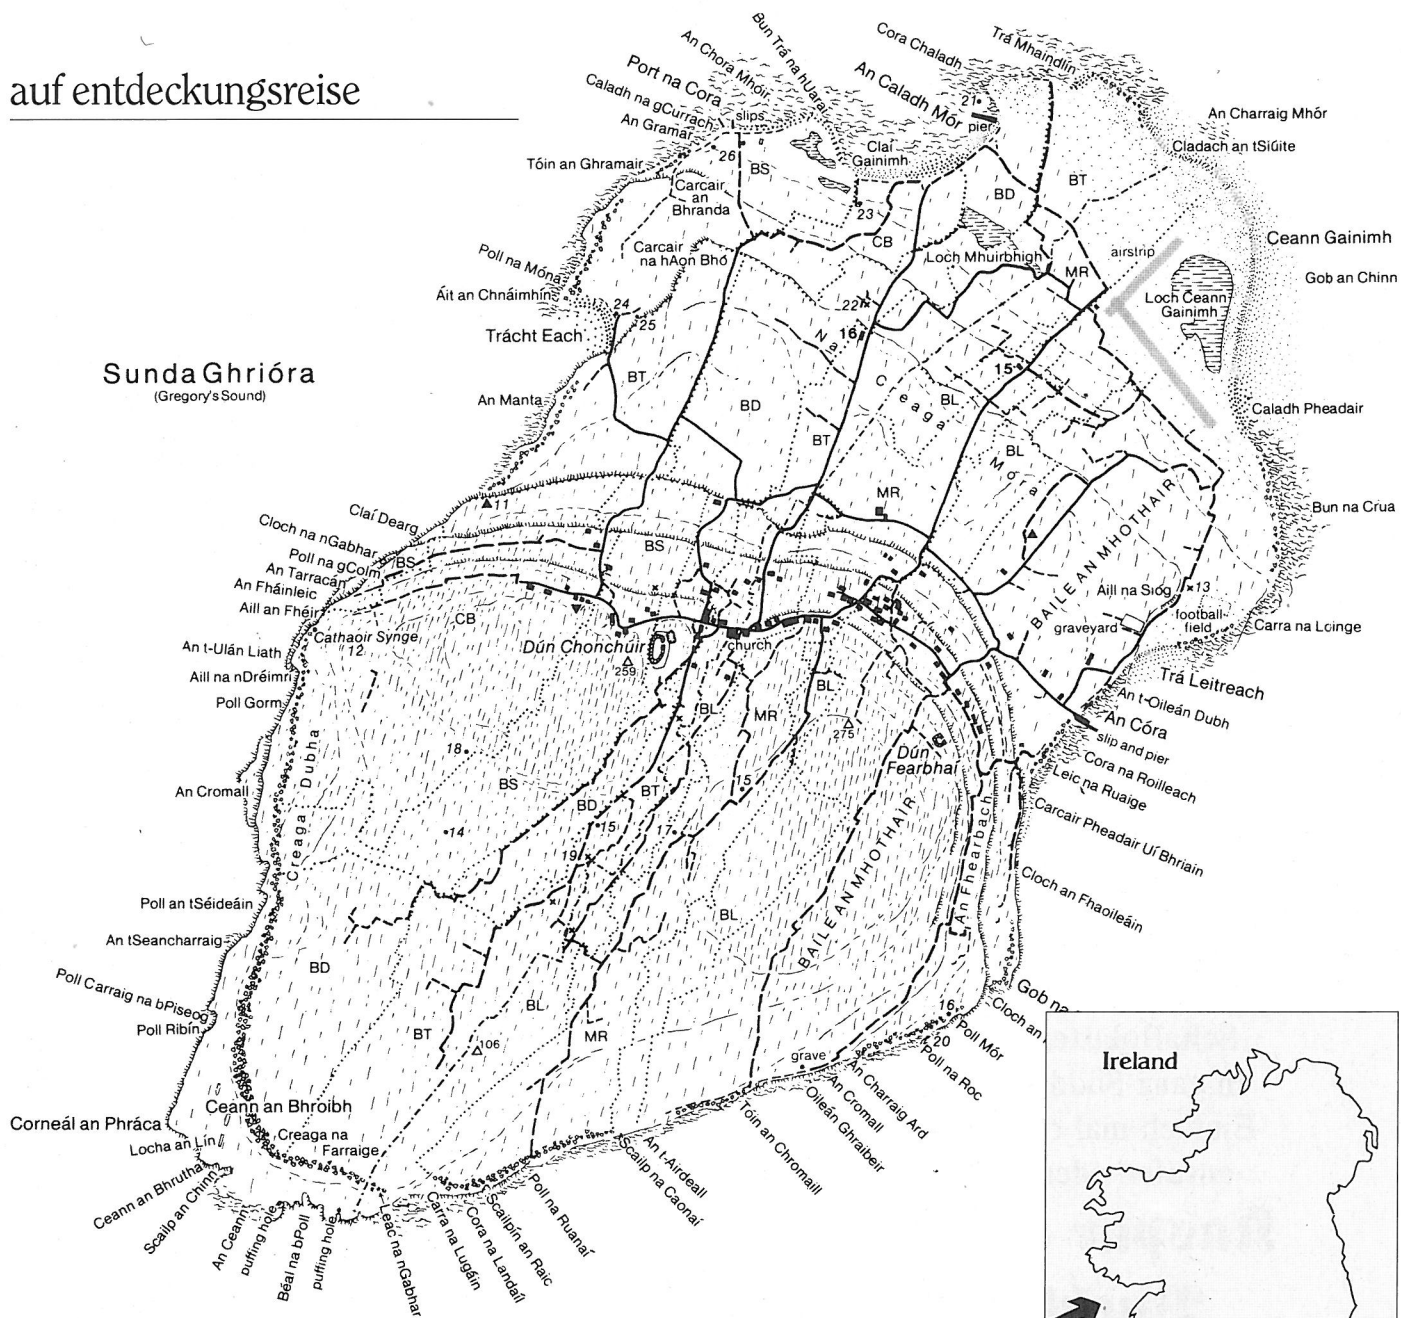 auf entdeckungsreise
Bun Trá na hUaran
An Chora Mhoir
Port na Cora
Caladh na gCurrach
An Gramar
Tóin an Ghramair
slips
26
BS
Cora Chaladh
An Caladh Mór
21
pier
Trá Mhaindlin
An Charraig Mhór
Cladach an tSiúite
Claí
Gainimh
Carcair
an
Bhranda
23
CB
BD
BT
Carcair
na hAon Bhó
Loch Mhuirbhigh
MR
airstrip
Ceann Gainimh
Gob an Chinn
Loch Ceann
Gainimh
Poll na Móna
Áit an Chnáimhín
24
25
Trácht Each
22
16
15
Na Creaga Móra
Sunda Ghrióra
(Gregory's Sound)
An Manta
BT
BD
BT
BL
BL
MR
Caladh Pheadair
Bun na Crua
11
Claí Dearg
Cloch na nGabhar
Poll na gColm
An Tarracán
An Fháinleic
Aill an Fhéir
BS
BS
BAILE AN MHOTHAIR
Aill na Síog
13
football
field
graveyard
Carra na Loinge
Trá Leitreach
CB
Cathaoir Synge
12
Dún Chonchúir
259
church
An t-Ulán Liath
Aill na nDréimrí
Poll Gorm
Creaga Dubha
18
BS
BL
MR
BL
275
Dún
Fearbhaí
An t-Oileán Dubh
An Córa
slip and pier
Cora na Roilleach
Leic na Ruaige
Carcair Pheadair Uí Bhriain
Cloch an Fhaoileáin
An Cromall
14
BD
15
BT
15
17
19
BAILE AN MHOTHAIR
An Fhearbach
Poll an tSéideáin
An tSeancharraig
Poll Carraig na bPiseog
Poll Ribín
BD
BL
BT
BL
MR
106
16
20
Gob na
Cloch an
Poll Mór
Poll na Roc
grave
An Charraig Ard
An Cromall
Oileán Ghraibeir
Tóin an Chromaill
An t-Airdeall
Scailp na Caonaí
Poll na Ruanaí
Scailpín an Raic
Cora na Landaíl
Carra na Lugáin
Leac na nGabhar
puffing hole
Béal na bPoll
puffing hole
An Ceann
Scailp an Chinn
Ceann an Bhrutha
Locha an Lín
Corneál an Phráca
Ceann an Bhroibh
Creaga na
Farraige
Ireland